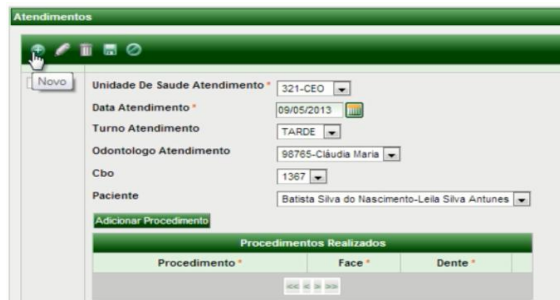 Atendimentos
Novo
Unidade De Saude Atendimento * 321-CEO
Data Atendimento * 09/05/2013
Turno Atendimento TARDE
Odontologo Atendimento 98765-Cláudia Maria
Cbo 1367
Paciente Batista Silva do Nascimento-Leila Silva Antunes
Adicionar Procedimento
Procedimentos Realizados
Procedimento * Face * Dente *
<< < > >>